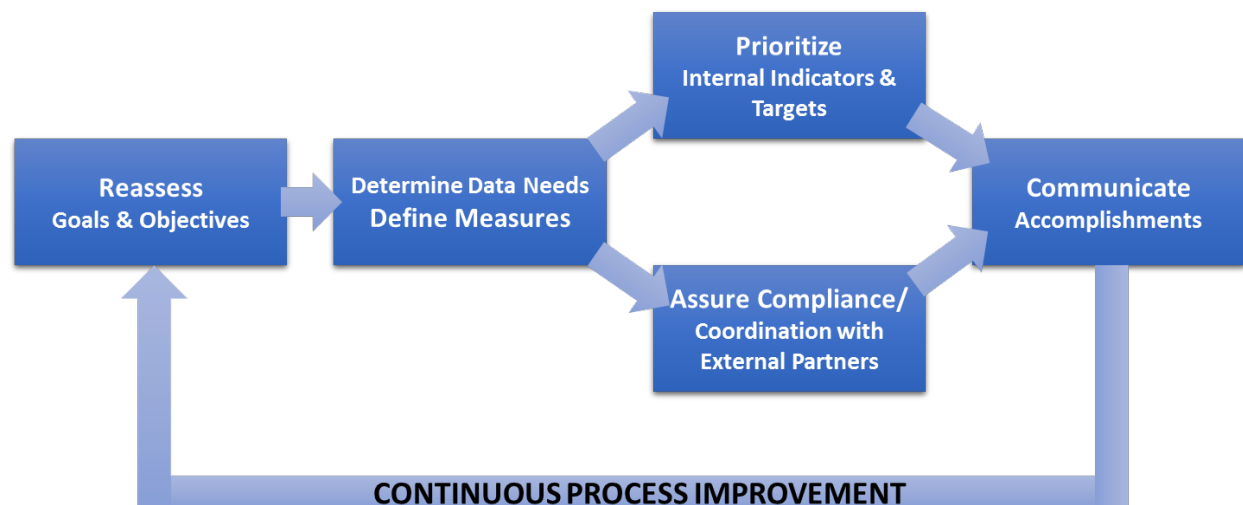 Reassess
Goals & Objectives
Determine Data Needs
Define Measures
Prioritize
Internal Indicators &
Targets
Assure Compliance/
Coordination with
External Partners
Communicate
Accomplishments
CONTINUOUS PROCESS IMPROVEMENT